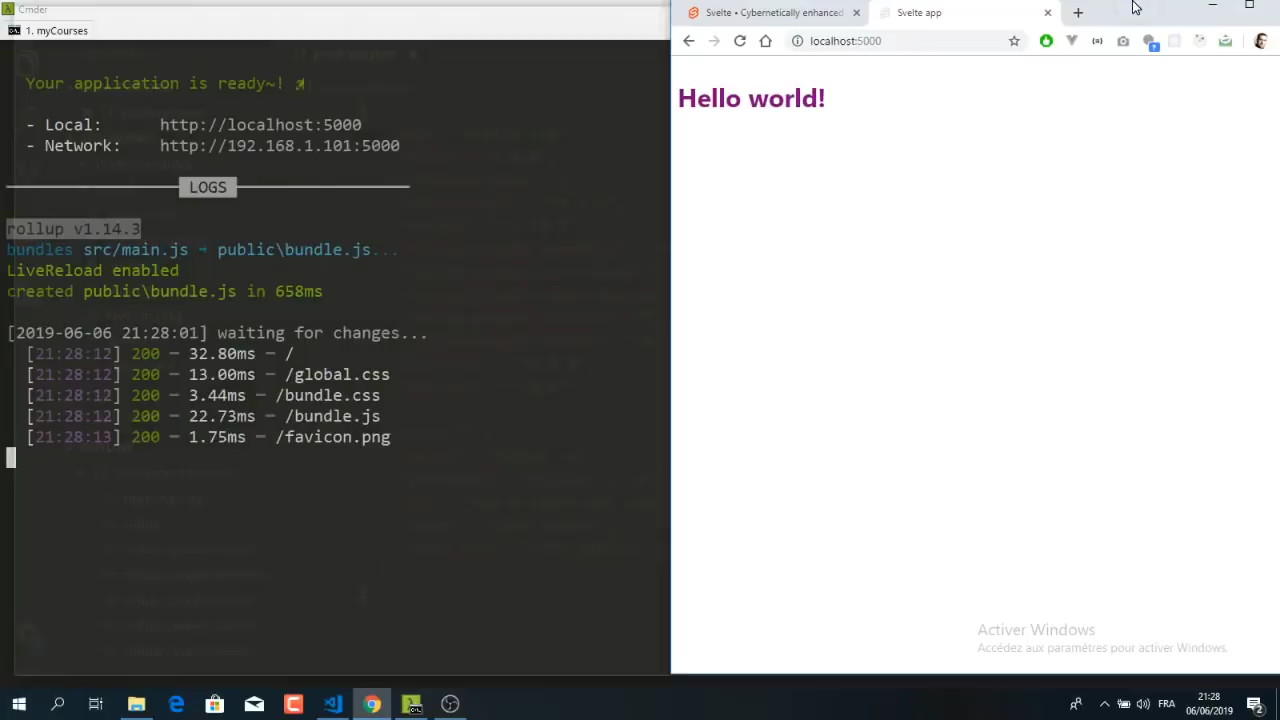 Cmder
1. myCourses
Your application is ready~!
- Local: http://localhost:5000
- Network: http://192.168.1.101:5000
LOGS
rollup v1.14.3
bundles src/main.js → public\bundle.js...
LiveReload enabled
created public\bundle.js in 658ms
[2019-06-06 21:28:01] waiting for changes...
[21:28:12] 200 — 32.80ms — /
[21:28:12] 200 — 13.00ms — /global.css
[21:28:12] 200 — 3.44ms — /bundle.css
[21:28:12] 200 — 22.73ms — /bundle.js
[21:28:13] 200 — 1.75ms — /favicon.png
Svelte • Cybernetically enhanced
Svelte app
localhost:5000
Hello world!
Activer Windows
Accédez aux paramètres pour activer Windows.
FRA
21:28
06/06/2019
2